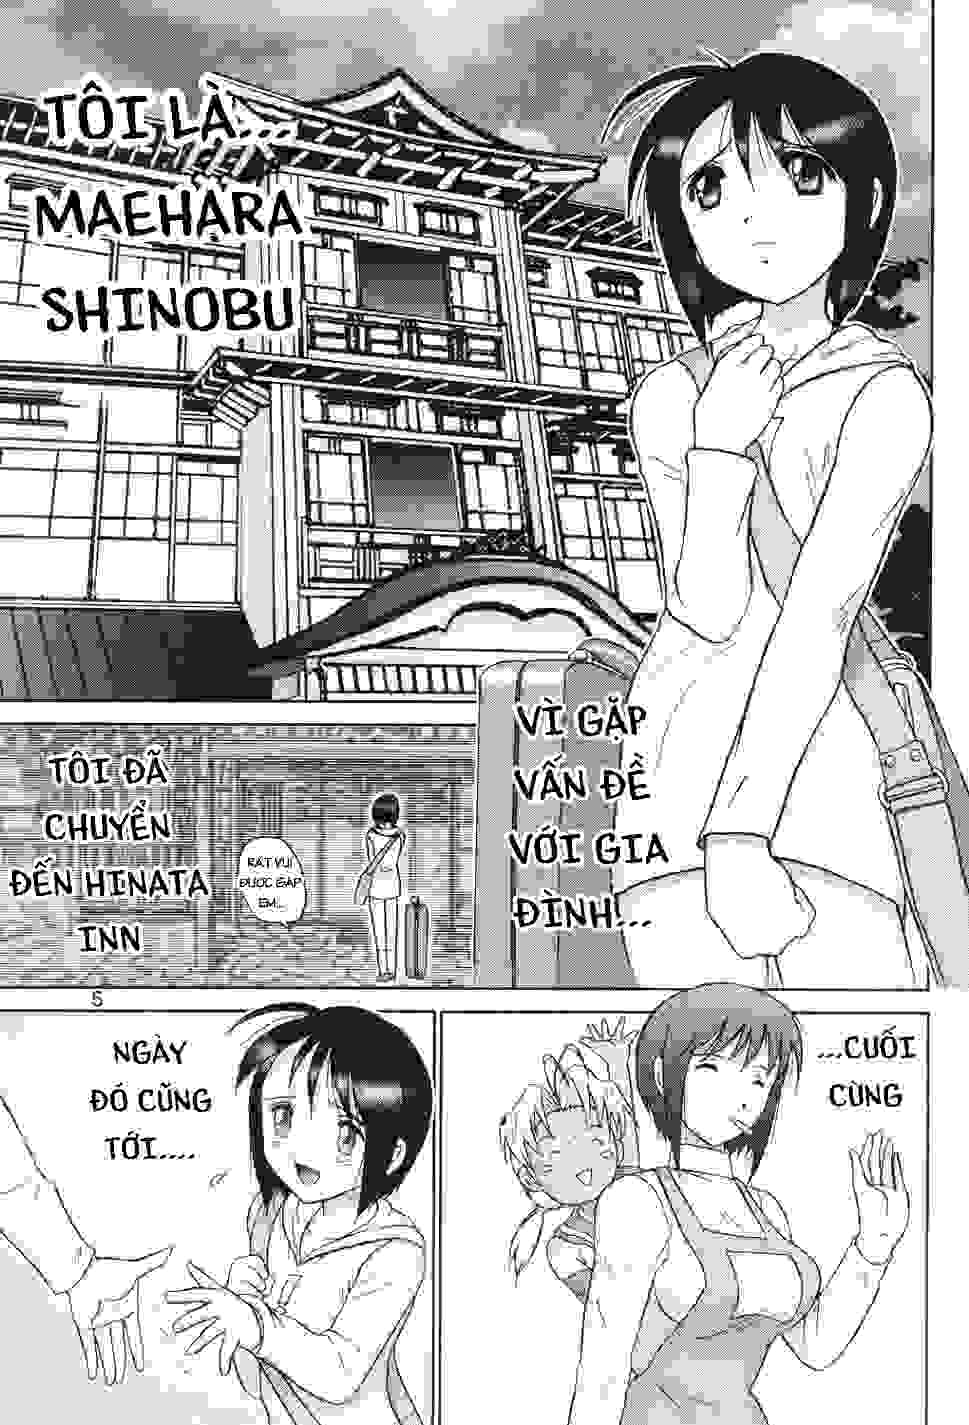 TÔI LÀ...
MAEHARA
SHINOBU
VÌ GẶP
VẤN ĐỀ
VỚI GIA
ĐÌNH...
TÔI ĐÃ
CHUYỂN
ĐẾN HINATA
INN
RẤT VUI
ĐƯỢC GẶP
EM...
5
...CUỐI
CÙNG
NGÀY
ĐÓ CŨNG
TỚI....